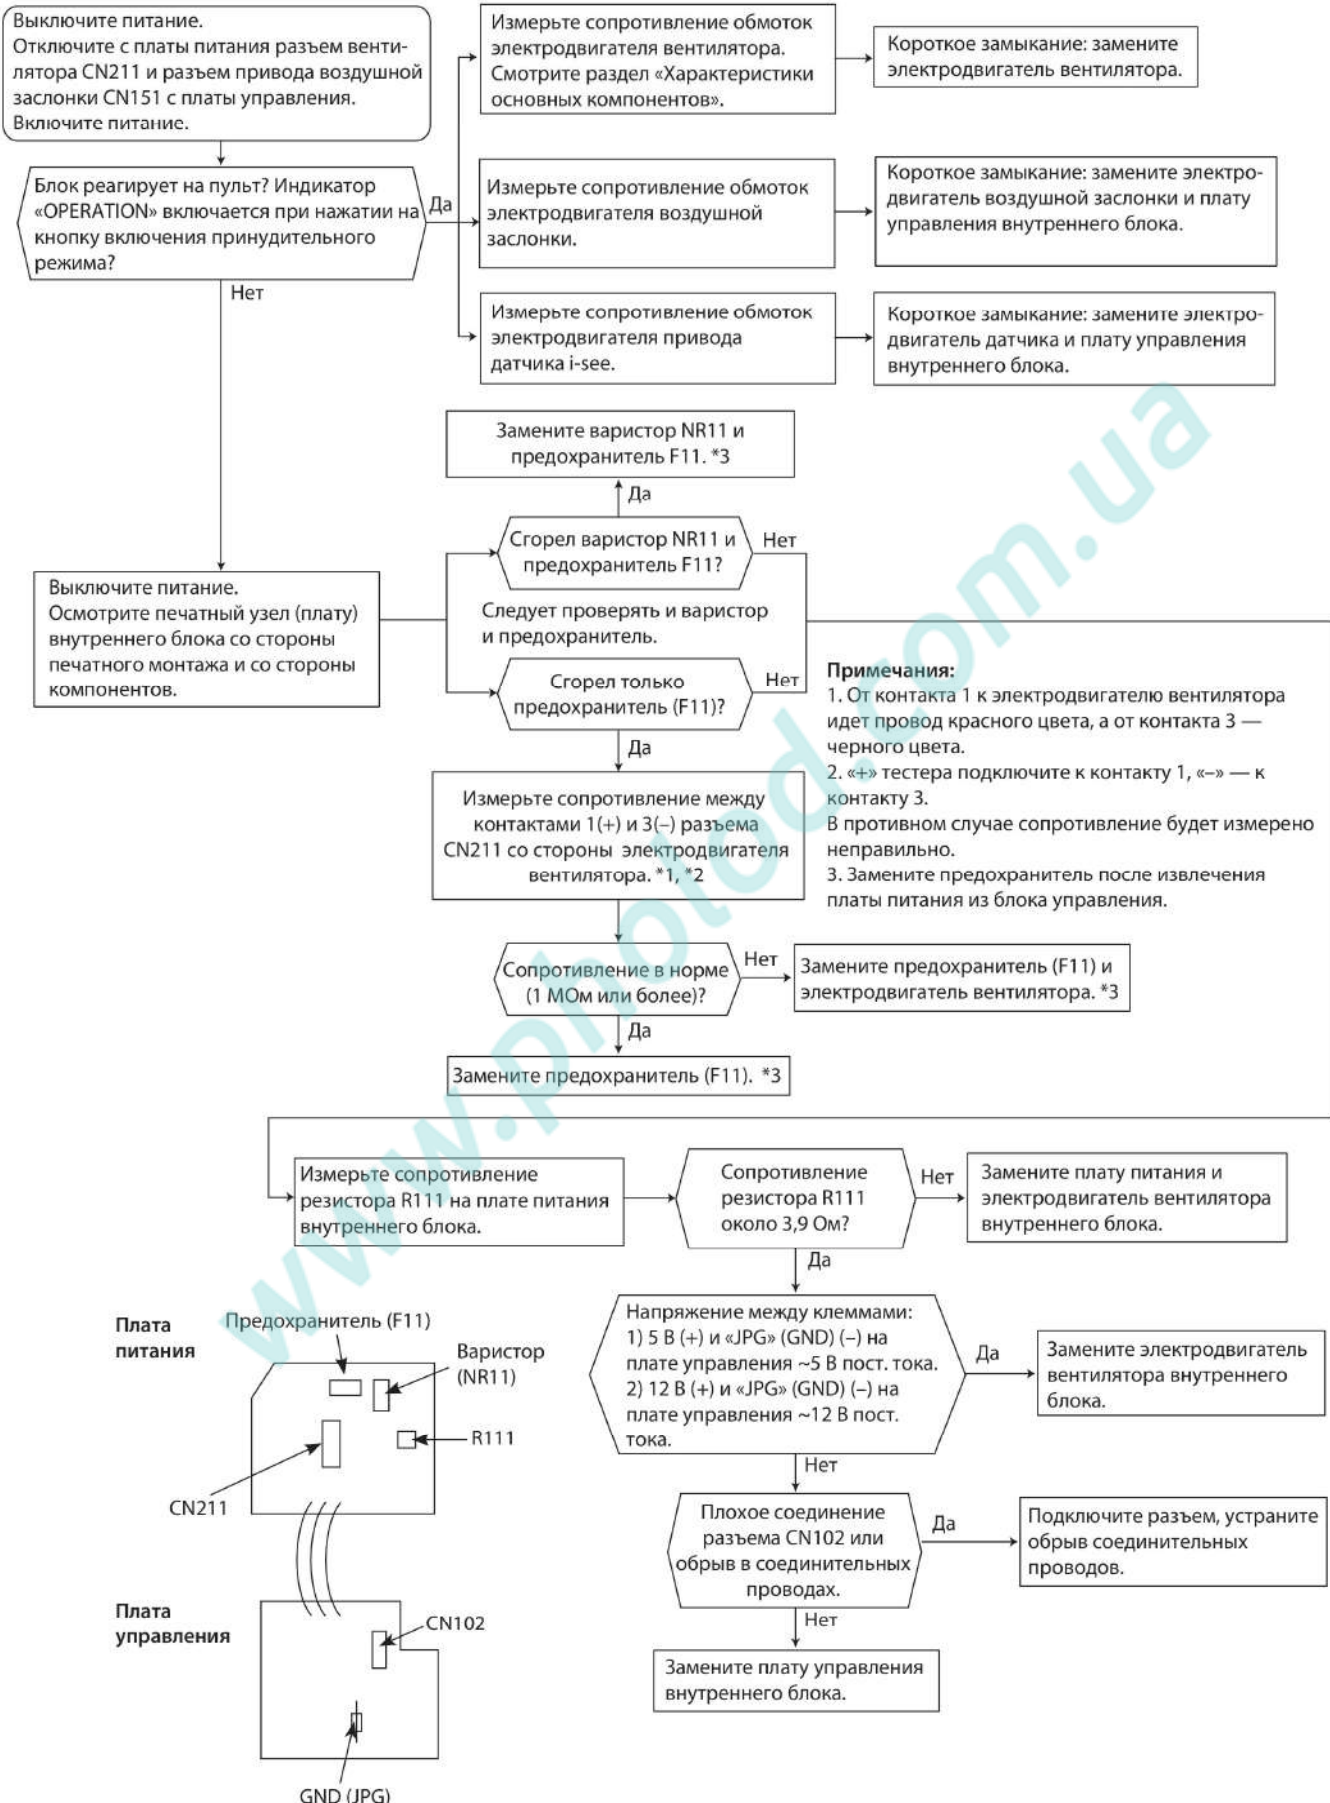 Выключите питание.
Отключите с платы питания разъем венти-
лятора CN211 и разъем привода воздушной
заслонки CN151 с платы управления.
Включите питание.
Блок реагирует на пульт? Индикатор
«OPERATION» включается при нажатии на
кнопку включения принудительного
режима?
Да
Нет
Измерьте сопротивление обмоток
электродвигателя вентилятора.
Смотрите раздел «Характеристики
основных компонентов».
Короткое замыкание: замените
электродвигатель вентилятора.
Измерьте сопротивление обмоток
электродвигателя воздушной
заслонки.
Короткое замыкание: замените электро-
двигатель воздушной заслонки и плату
управления внутреннего блока.
Измерьте сопротивление обмоток
электродвигателя привода
датчика i-see.
Короткое замыкание: замените электро-
двигатель датчика и плату управления
внутреннего блока.
Замените варистор NR11 и
предохранитель F11. *3
Да
Сгорел варистор NR11 и
предохранитель F11?
Нет
Выключите питание.
Осмотрите печатный узел (плату)
внутреннего блока со стороны
печатного монтажа и со стороны
компонентов.
Следует проверять и варистор
и предохранитель.
Сгорел только
предохранитель (F11)?
Нет
Да
Примечания:
1. От контакта 1 к электродвигателю вентилятора
идет провод красного цвета, а от контакта 3 —
черного цвета.
2. «+» тестера подключите к контакту 1, «–» — к
контакту 3.
В противном случае сопротивление будет измерено
неправильно.
3. Замените предохранитель после извлечения
платы питания из блока управления.
Измерьте сопротивление между
контактами 1(+) и 3(–) разъема
CN211 со стороны электродвигателя
вентилятора. *1, *2
Сопротивление в норме
(1 МОм или более)?
Нет
Замените предохранитель (F11) и
электродвигатель вентилятора. *3
Да
Замените предохранитель (F11). *3
Измерьте сопротивление
резистора R111 на плате питания
внутреннего блока.
Сопротивление
резистора R111
около 3,9 Ом?
Нет
Замените плату питания и
электродвигатель вентилятора
внутреннего блока.
Да
Напряжение между клеммами:
1) 5 В (+) и «JPG» (GND) (–) на
плате управления ~5 В пост. тока.
2) 12 В (+) и «JPG» (GND) (–) на
плате управления ~12 В пост.
тока.
Да
Замените электродвигатель
вентилятора внутреннего
блока.
Нет
Плохое соединение
разъема CN102 или
обрыв в соединительных
проводах.
Да
Подключите разъем, устраните
обрыв соединительных
проводов.
Нет
Замените плату управления
внутреннего блока.
Плата
питания
Предохранитель (F11)
Варистор
(NR11)
R111
CN211
Плата
управления
CN102
GND (JPG)
www.pholod.com.ua